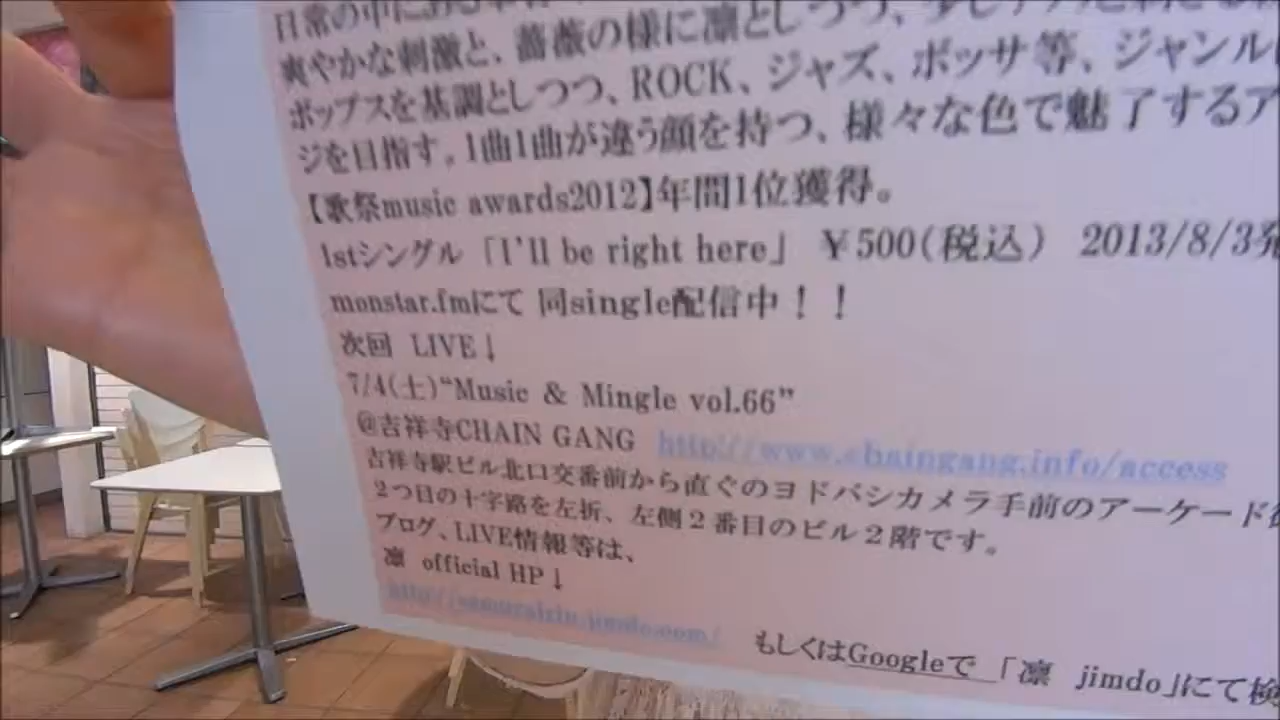 日常の中に
爽やかな刺激と、薔薇の様に凛としつつ、少し
ポップスを基調としつつ、ROCK、ジャズ、ボッサ等、ジャンル
ジを目指す。1曲1曲が違う顔を持つ、様々な色で魅了するア
【歌祭music awards2012】年間1位獲得。
1stシングル「I'll be right here」 ￥500(税込) 2013/8/3発
monstar.fmにて 同single配信中！！
次回 LIVE↓
7/4(土)“Music & Mingle vol.66”
@吉祥寺CHAIN GANG http://www.chaingang.info/access
吉祥寺駅ビル北口交番前から直ぐのヨドバシカメラ手前のアーケード
2つ目の十字路を左折、左側2番目のビル2階です。
ブログ、LIVE情報等は、
凛 official HP↓
http://samurairin.jimdo.com/ もしくはGoogleで「凛 jimdo」にて検